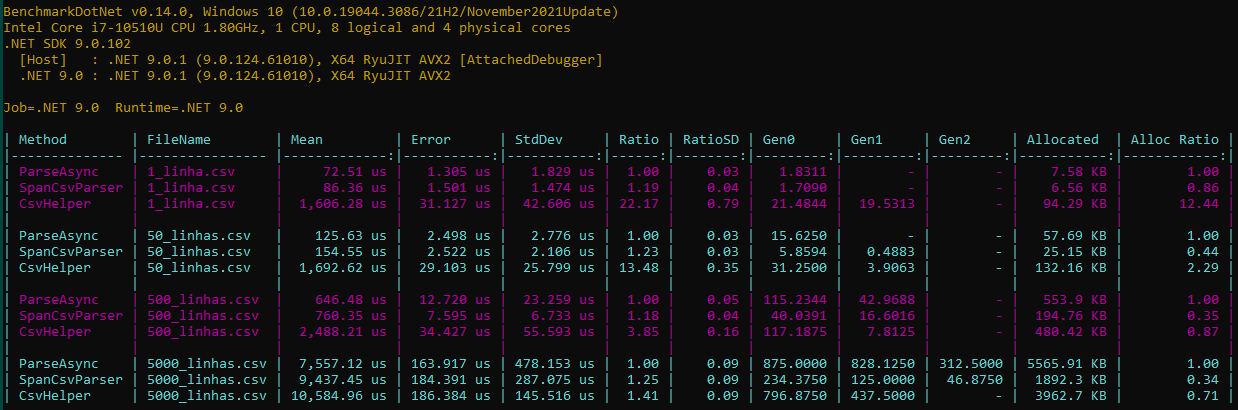 BenchmarkDotNet v0.14.0, Windows 10 (10.0.19044.3086/21H2/November2021Update)
Intel Core i7-10510U CPU 1.80GHz, 1 CPU, 8 logical and 4 physical cores
.NET SDK 9.0.102
  [Host]   : .NET 9.0.1 (9.0.124.61010), X64 RyuJIT AVX2 [AttachedDebugger]
  .NET 9.0 : .NET 9.0.1 (9.0.124.61010), X64 RyuJIT AVX2
Job=.NET 9.0  Runtime=.NET 9.0
| Method        | FileName        | Mean         | Error      | StdDev     | Ratio | RatioSD | Gen0     | Gen1     | Gen2     | Allocated  | Alloc Ratio |
|-------------- |---------------- |-------------:|-----------:|-----------:|------:|--------:|---------:|---------:|---------:|-----------:|------------:|
| ParseAsync    | 1_linha.csv     |     72.51 us |   1.305 us |   1.829 us |  1.00 |    0.03 |   1.8311 |        - |        - |    7.58 KB |        1.00 |
| SpanCsvParser | 1_linha.csv     |     86.36 us |   1.501 us |   1.474 us |  1.19 |    0.04 |   1.7090 |        - |        - |    6.56 KB |        0.86 |
| CsvHelper     | 1_linha.csv     |  1,606.28 us |  31.127 us |  42.606 us | 22.17 |    0.79 |  21.4844 |  19.5313 |        - |   94.29 KB |       12.44 |
|               |                 |              |            |            |       |         |          |          |          |            |             |
| ParseAsync    | 50_linhas.csv   |    125.63 us |   2.498 us |   2.776 us |  1.00 |    0.03 |  15.6250 |        - |        - |   57.69 KB |        1.00 |
| SpanCsvParser | 50_linhas.csv   |    154.55 us |   2.522 us |   2.106 us |  1.23 |    0.03 |   5.8594 |   0.4883 |        - |   25.15 KB |        0.44 |
| CsvHelper     | 50_linhas.csv   |  1,692.62 us |  29.103 us |  25.799 us | 13.48 |    0.35 |  31.2500 |   3.9063 |        - |  132.16 KB |        2.29 |
|               |                 |              |            |            |       |         |          |          |          |            |             |
| ParseAsync    | 500_linhas.csv  |    646.48 us |  12.720 us |  23.259 us |  1.00 |    0.05 | 115.2344 |  42.9688 |        - |   553.9 KB |        1.00 |
| SpanCsvParser | 500_linhas.csv  |    760.35 us |   7.595 us |   6.733 us |  1.18 |    0.04 |  40.0391 |  16.6016 |        - |  194.76 KB |        0.35 |
| CsvHelper     | 500_linhas.csv  |  2,488.21 us |  34.427 us |  55.593 us |  3.85 |    0.16 | 117.1875 |   7.8125 |        - |  480.42 KB |        0.87 |
|               |                 |              |            |            |       |         |          |          |          |            |             |
| ParseAsync    | 5000_linhas.csv |  7,557.12 us | 163.917 us | 478.153 us |  1.00 |    0.09 | 875.0000 | 828.1250 | 312.5000 | 5565.91 KB |        1.00 |
| SpanCsvParser | 5000_linhas.csv |  9,437.45 us | 184.391 us | 287.075 us |  1.25 |    0.09 | 234.3750 | 125.0000 |  46.8750 |  1892.3 KB |        0.34 |
| CsvHelper     | 5000_linhas.csv | 10,584.96 us | 186.384 us | 145.516 us |  1.41 |    0.09 | 796.8750 | 437.5000 |        - |  3962.7 KB |        0.71 |